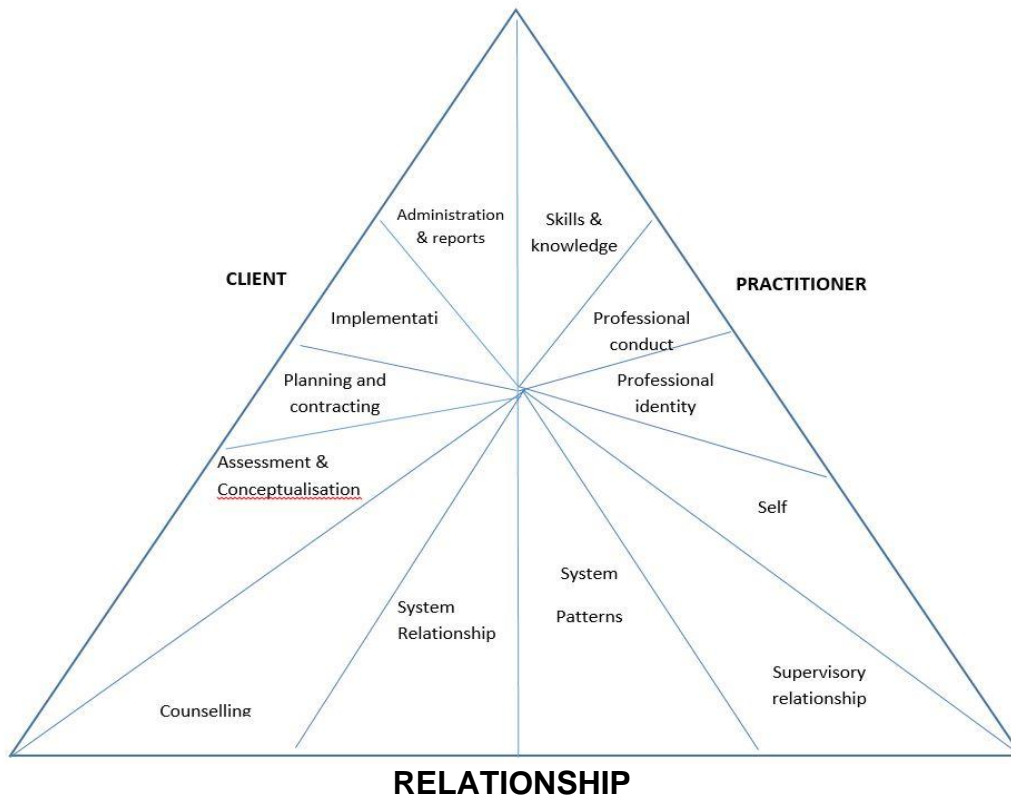 Administration
& reports
Skills &
knowledge
CLIENT
PRACTITIONER
Implementati
Professional
conduct
Planning and
contracting
Professional
identity
Assessment &
Conceptualisation
Self
System
Patterns
System
Relationship
Supervisory
relationship
Counselling
RELATIONSHIP